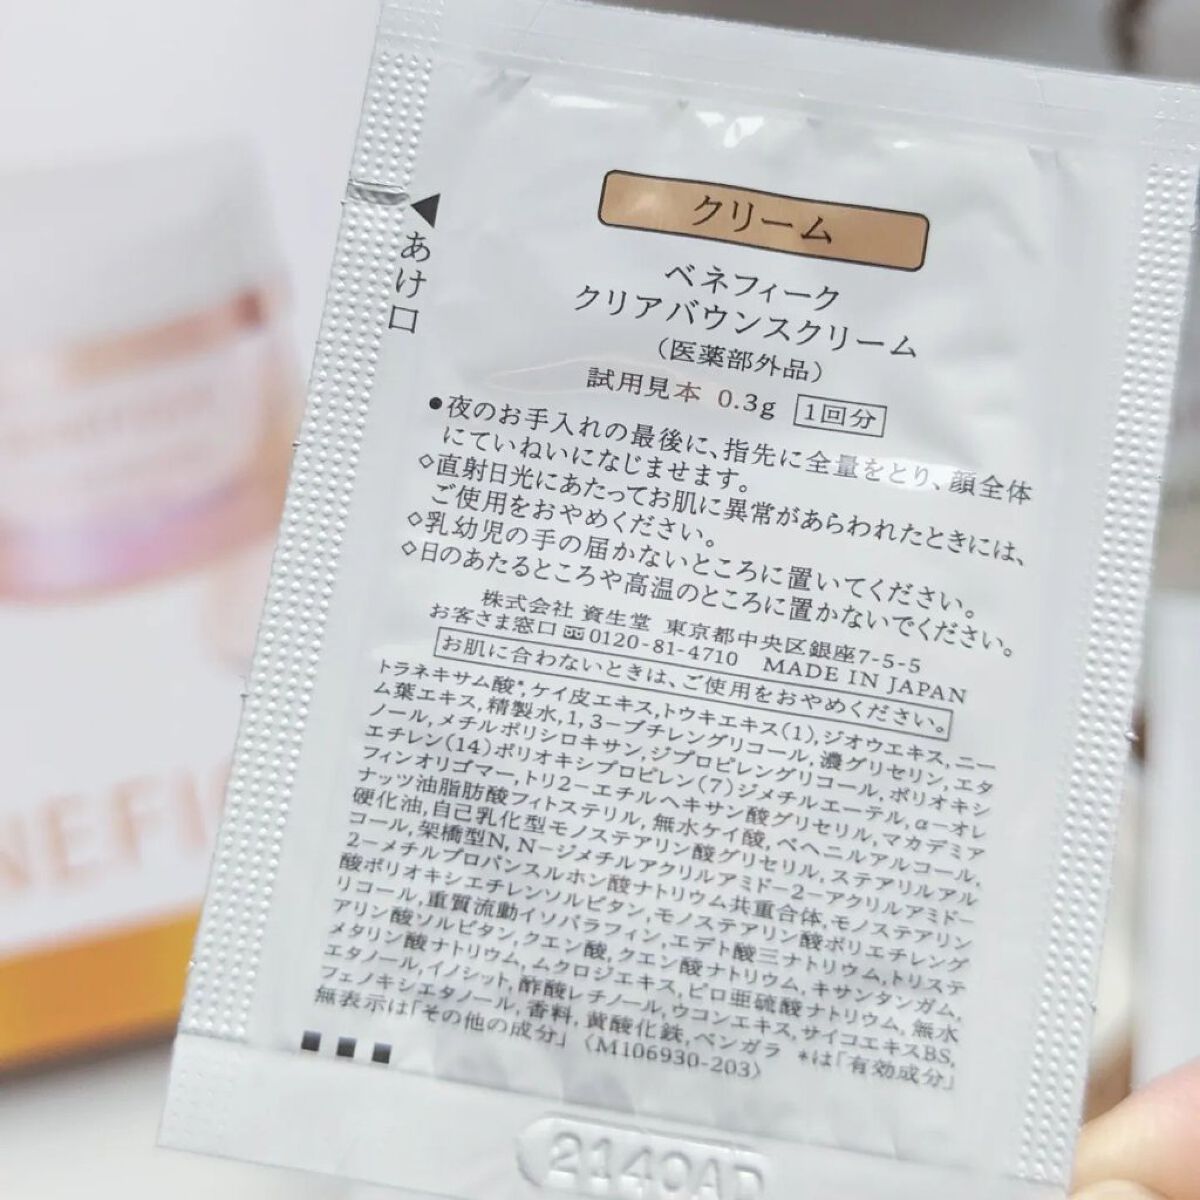 クリーム
あけ口
ベネフィーク
クリアバウンスクリーム
（医薬部外品）
試用見本 0.3g 1回分
●夜のお手入れの最後に、指先に全量をとり、顔全体
にていねいになじませます。
◇直射日光にあたってお肌に異常があらわれたときには、
ご使用をおやめください。
◇乳幼児の手の届かないところに置いてください。
◇日のあたるところや高温のところに置かないでください。
株式会社 資生堂 東京都中央区銀座7-5-5
お客さま窓口 0120-81-4710 MADE IN JAPAN
お肌に合わないときは、ご使用をおやめください。
トラネキサム酸*,ケイ皮エキス,トウキエキス(1),ジオウエキス,ニー
ム葉エキス,精製水,1,3－ブチレングリコール,濃グリセリン,エタ
ノール,メチルポリシロキサン,ジプロピレングリコール,ポリオキシ
エチレン(14)ポリオキシプロピレン(7)ジメチルエーテル,α－オレ
フィンオリゴマー,トリ2－エチルヘキサン酸グリセリル,マカデミア
ナッツ油脂肪酸フィトステリル,無水ケイ酸,ベヘニルアルコール,
硬化油,自己乳化型モノステアリン酸グリセリル,ステアリルアル
コール,架橋型N,N－ジメチルアクリルアミド－2－アクリルアミド－
2－メチルプロパンスルホン酸ナトリウム共重合体,モノステアリン
酸ポリオキシエチレンソルビタン,モノステアリン酸ポリエチレング
リコール,重質流動イソパラフィン,エデト酸三ナトリウム,トリステ
アリン酸ソルビタン,クエン酸,クエン酸ナトリウム,キサンタンガム,
メタリン酸ナトリウム,ムクロジエキス,ピロ亜硫酸ナトリウム,無水
エタノール,イノシット,酢酸レチノール,ウコンエキス,サイコエキスBS,
フェノキシエタノール,香料,黄酸化鉄,ベンガラ *は「有効成分」
無表示は「その他の成分」〈M106930-203〉
NEFI